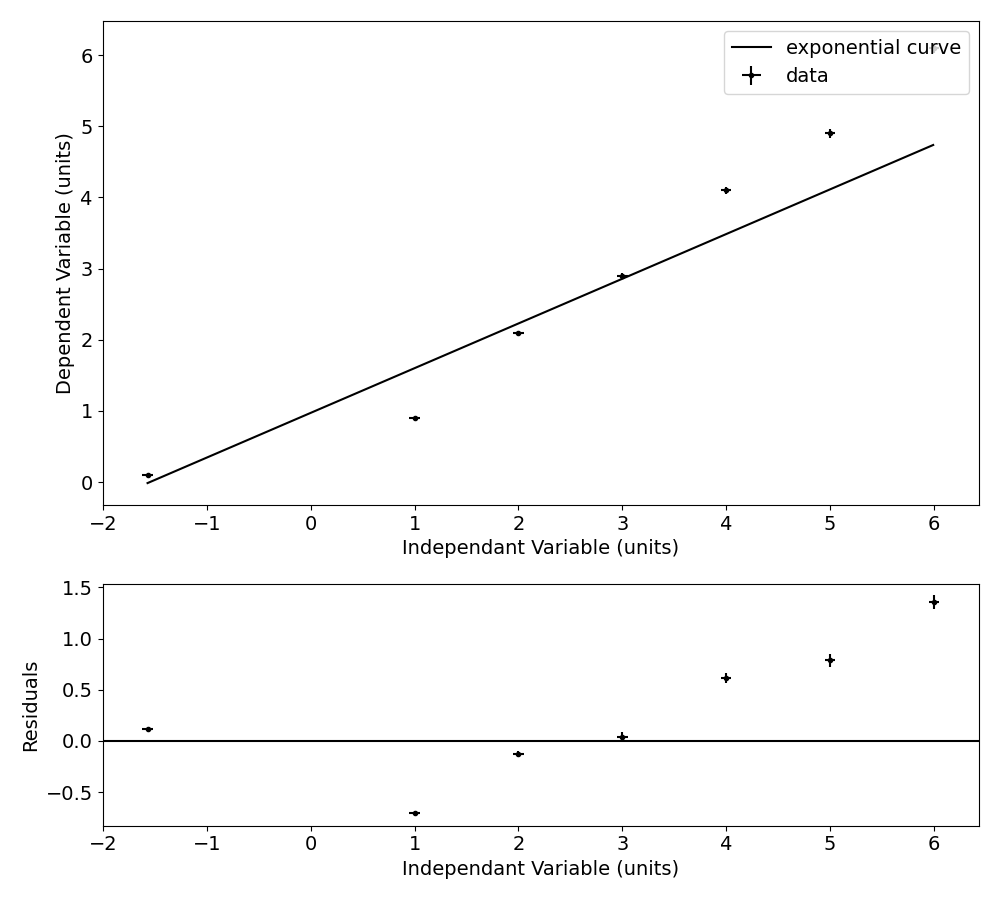 6
5
4
3
2
1
0
Dependent Variable (units)
exponential curve
data
−2 −1 0 1 2 3 4 5 6
Independant Variable (units)
1.5
1.0
0.5
0.0
−0.5
Residuals
−2 −1 0 1 2 3 4 5 6
Independant Variable (units)